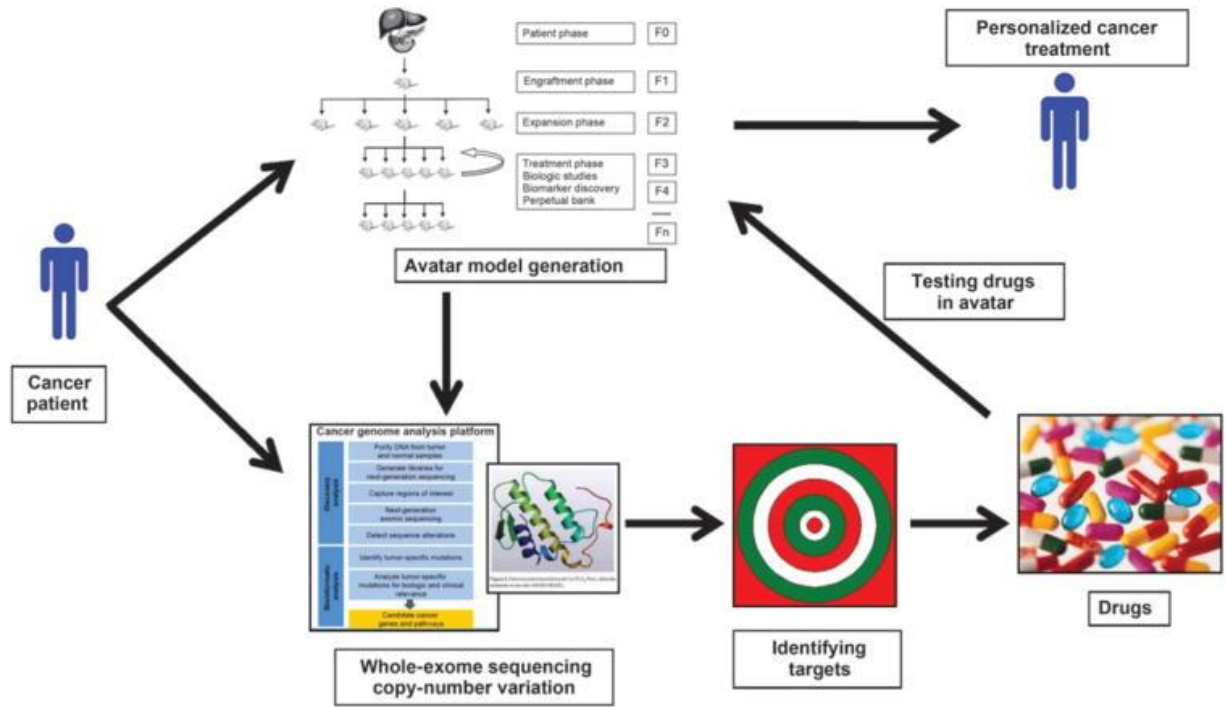 Patient phase
F0
Engraftment phase
F1
Expansion phase
F2
Treatment phase
Biologic studies
Biomarker discovery
Perpetual bank
F3
F4
Fn
Avatar model generation
Personalized cancer
treatment
Testing drugs
in avatar
Cancer
patient
Cancer genome analysis platform
Discovery
analysis
Purify DNA from tumor
and normal samples
Generate libraries for
next-generation sequencing
Capture regions of interest
Next-generation
exomic sequencing
Detect sequence alterations
Bioinformatic
Identify tumor-specific mutations
Analyze tumor-specific
mutations for biologic and clinical
relevance
Candidate cancer
genes and pathways
Whole-exome sequencing
copy-number variation
Identifying
targets
Drugs